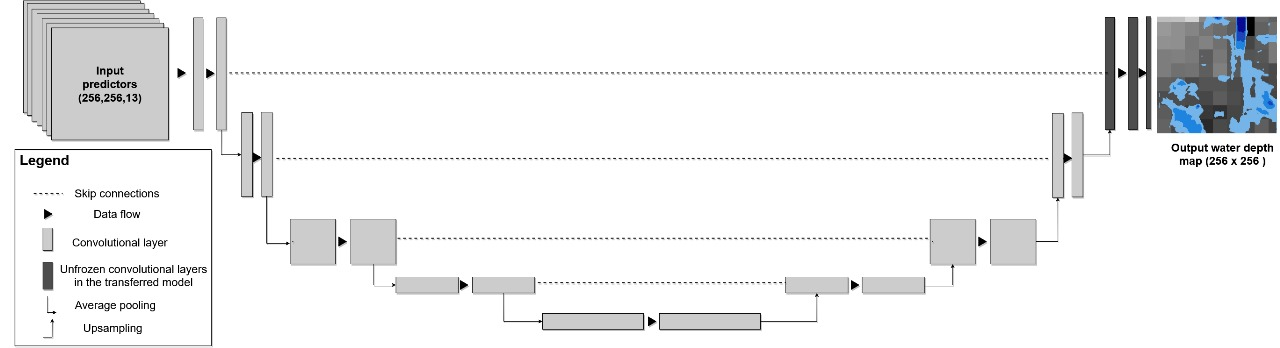 Input
predictors
(256,256,13)
Legend
Skip connections
Data flow
Convolutional layer
Unfrozen convolutional layers
in the transferred model
Average pooling
Upsampling
Output water depth
map (256 x 256 )